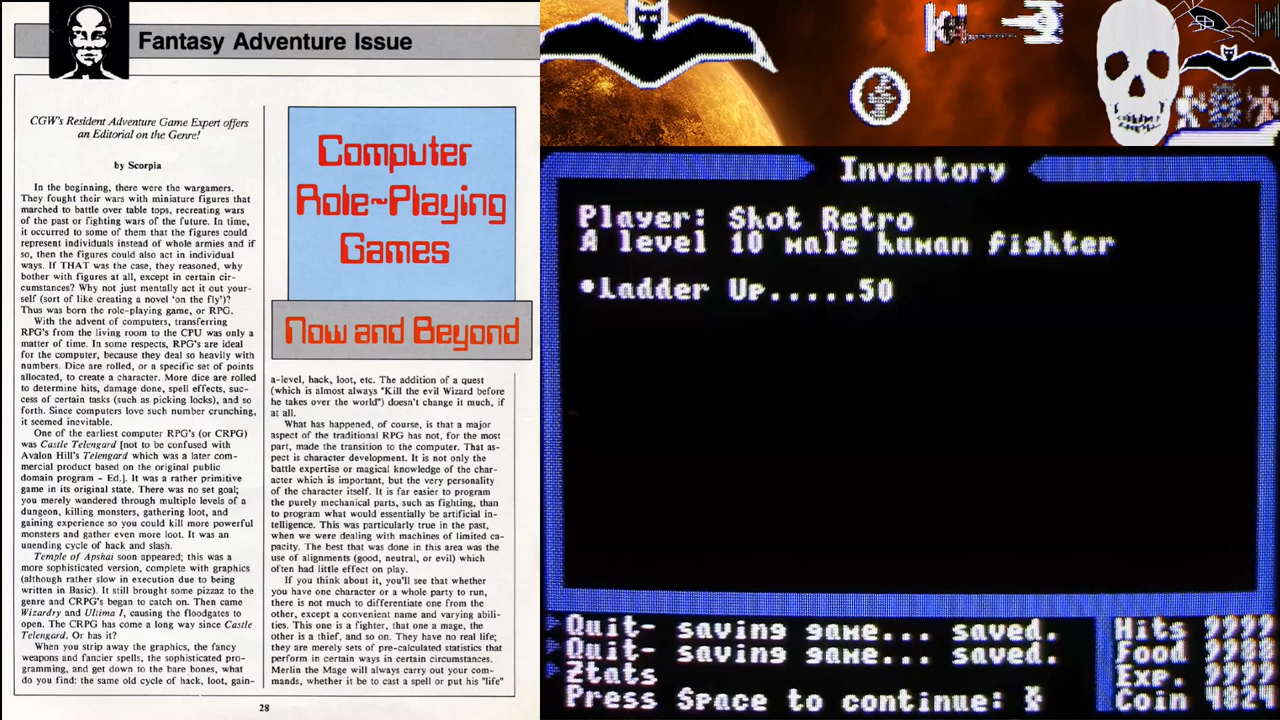 Fantasy Adventure Issue
CGW's Resident Adventure Game Expert offers
an Editorial on the Genre!
by Scorpia
In the beginning, there were the wargamers.
They fought their wars with miniature figures that
marched to battle over table tops, recreating wars
of the past or fighting wars of the future. In time,
it occurred to some of them that the figures could
represent individuals instead of whole armies and if
so, then the figures could also act in individual
ways. If THAT was the case, they reasoned, why
bother with figures at all, except in certain cir-
cumstances? Why not just mentally act it out your-
self (sort of like creating a novel 'on the fly')?
Thus was born the role-playing game, or RPG.
With the advent of computers, transferring
RPG's from the living room to the CPU was only a
matter of time. In some respects, RPG's are ideal
for the computer, because they deal so heavily with
numbers. Dice are rolled, or a specific set of points
allocated, to create a character. More dice are rolled
to determine hits, damage done, spell effects, suc-
cess of certain tasks (such as picking locks), and so
forth. Since computers love such number crunching,
it seemed inevitable.
One of the earliest computer RPG's (or CRPG)
was Castle Telengard [not to be confused with
Avalon Hill's Telengard which was a later com-
mercial product based on the original public
domain program - Ed.]. It was a rather primitive
game in its original state. There was no set goal;
you merely wandered through multiple levels of a
dungeon, killing monsters, gathering loot, and
gaining experience so you could kill more powerful
monsters and gather even more loot. It was an
unending cycle of hack and slash.
Temple of Apshai soon appeared; this was a
more sophisticated version, complete with graphics
(although rather slow in execution due to being
written in Basic). It still brought some pizzaz to the
genre and CRPG's began to catch on. Then came
Wizardry and Ultima I, causing the floodgates to
open. The CRPG has come a long way since Castle
Telengard. Or has it?
When you strip away the graphics, the fancy
weapons and fancier spells, the sophisticated pro-
gramming, and get down to the bare bones, what
do you find: the same old cycle of hack, loot, gain-
Computer
Role-Playing
Games
Now and Beyond
a-level, hack, loot, etc. The addition of a quest
(which is almost always "Kill the evil Wizard before
he takes over the world") doesn't change it much, if
at all.
What has happened, of course, is that a major
aspect of the traditional RPG has not, for the most
part, made the transition to the computer. That as-
pect is character development. It is not only the
battle expertise or magical knowledge of the char-
acter which is important, but the very personality
of the character itself. It is far easier to program
the purely mechanical parts, such as fighting, than
to program what would essentially be artificial in-
telligence. This was particularly true in the past,
when we were dealing with machines of limited ca-
pacity. The best that was done in this area was the
use of alignments (good, neutral, or evil) which
often had little effect on play.
If you think about it, you'll see that whether
you have one character or a whole party to run,
there is not much to differentiate one from the
other, except a convenient name and varying abili-
ties. This one is a fighter, that one a mage, the
other is a thief, and so on. They have no real life;
they are merely sets of pre-calculated statistics that
perform in certain ways in certain circumstances.
Merlin the Mage will always carry out your com-
mands, whether it be to cast a spell or put his "life"
28
Inventory
Player: Slot Retro
A level 10 male human
Ladder Up......50
Quit- saving game... saved.
Quit- saving game... saved.
Ztats
Press Space to continue:
Food
Exp.
Coin